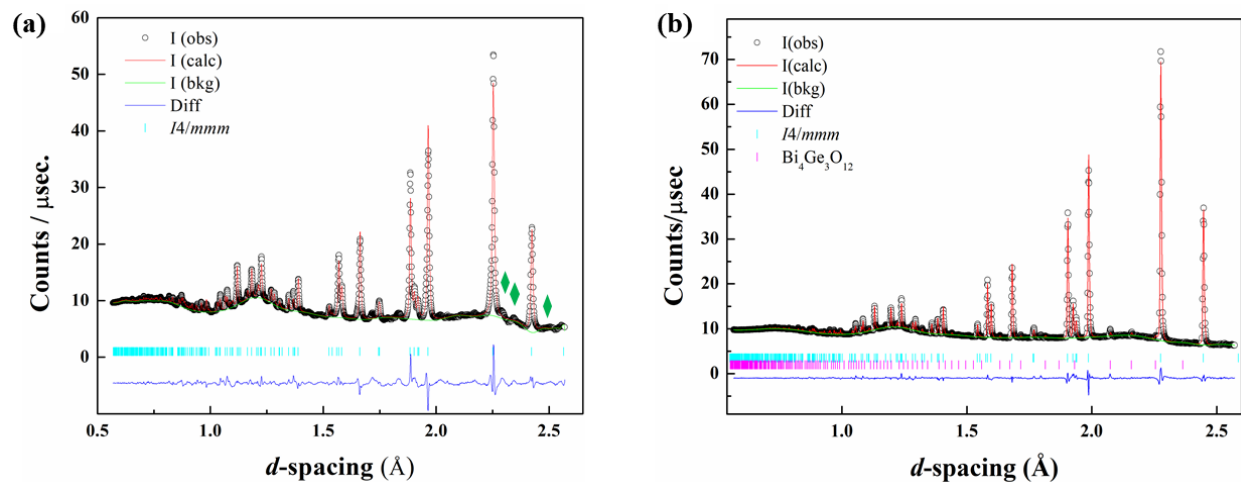 (a)
60
50
40
30
20
10
0
Counts / μsec.
I (obs)
I (calc)
I (bkg)
Diff
I4/mmm
0.5 1.0 1.5 2.0 2.5
d-spacing (Å)
(b)
70
60
50
40
30
20
10
0
Counts/μsec
I(obs)
I(calc)
I(bkg)
Diff
I4/mmm
Bi₄Ge₃O₁₂
1.0 1.5 2.0 2.5
d-spacing (Å)